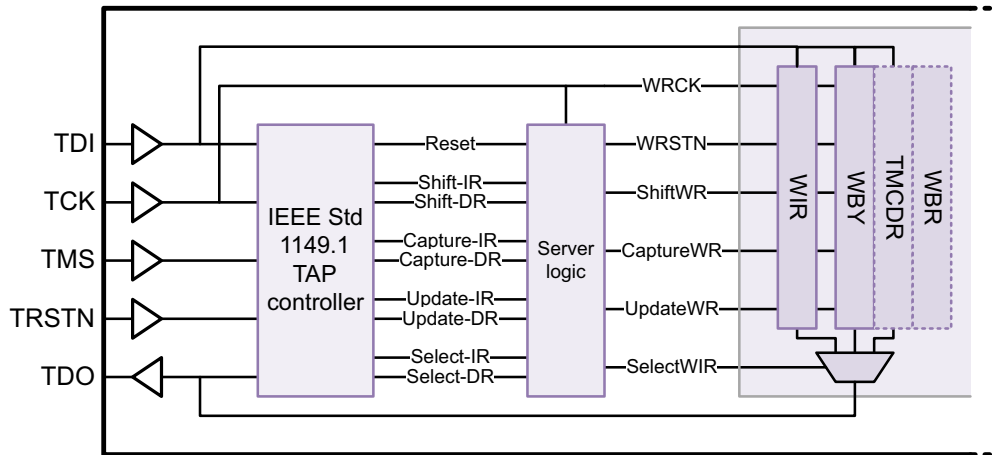 TDI
TCK
TMS
TRSTN
TDO
IEEE Std
1149.1
TAP
controller
Reset
Shift-IR
Shift-DR
Capture-IR
Capture-DR
Update-IR
Update-DR
Select-IR
Select-DR
Server
logic
WRCK
WRSTN
ShiftWR
CaptureWR
UpdateWR
SelectWIR
WIR
WBY
TMCDR
WBR